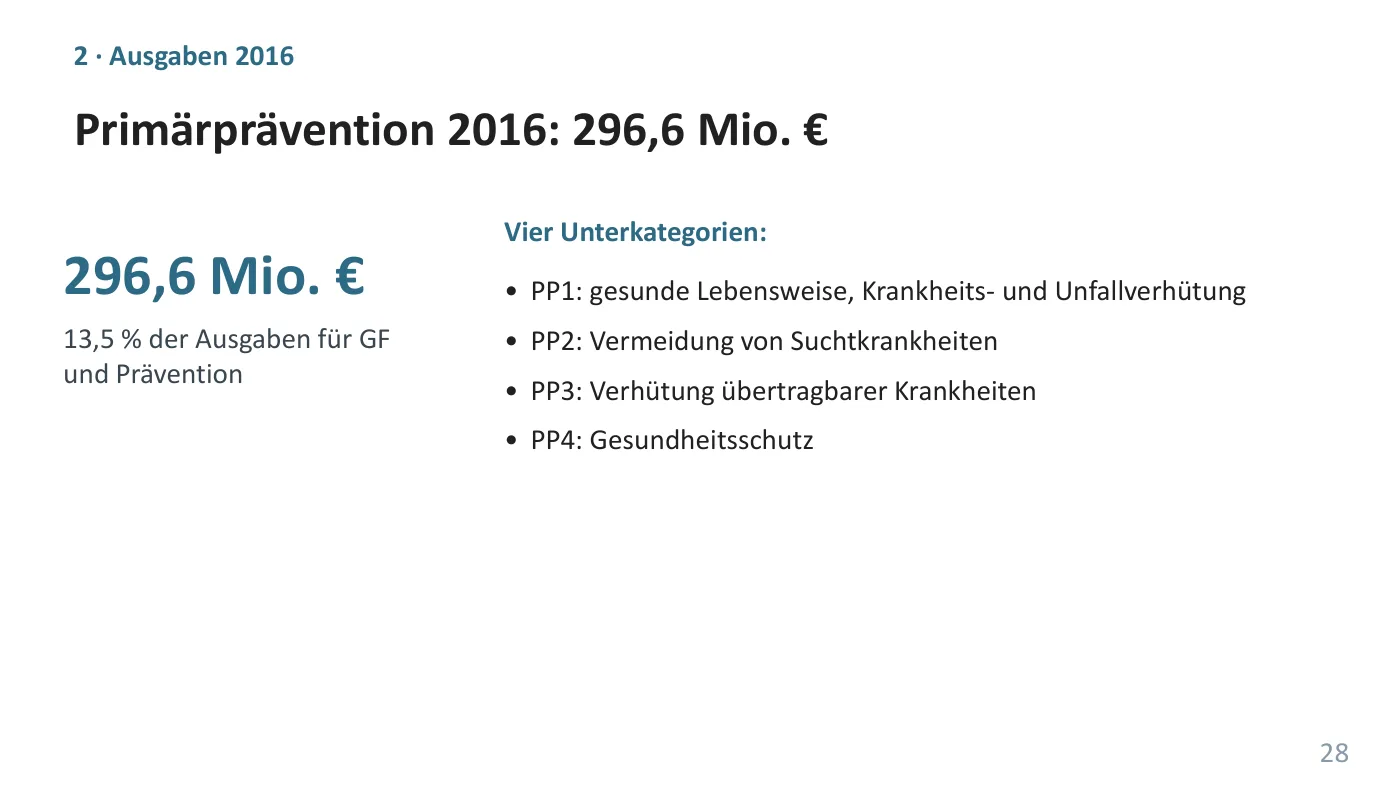 2 · Ausgaben 2016
Primärprävention 2016: 296,6 Mio. €
296,6 Mio. €
13,5 % der Ausgaben für GF
und Prävention
Vier Unterkategorien:
• PP1: gesunde Lebensweise, Krankheits- und Unfallverhütung
• PP2: Vermeidung von Suchtkrankheiten
• PP3: Verhütung übertragbarer Krankheiten
• PP4: Gesundheitsschutz
28